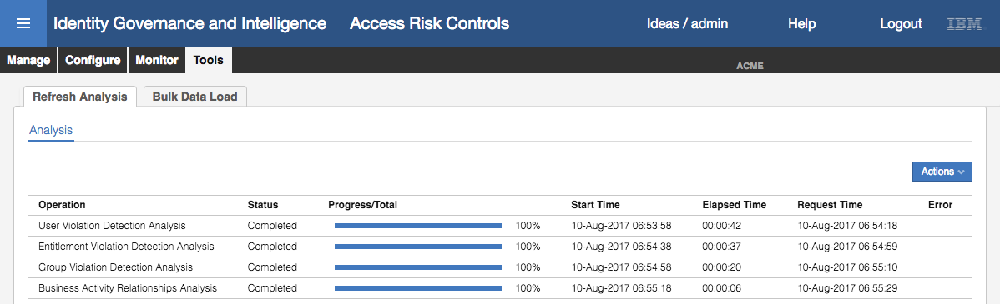 Identity Governance and Intelligence Access Risk Controls Ideas / admin Help Logout IBM
Manage Configure Monitor Tools ACME
Refresh Analysis Bulk Data Load
Analysis
Actions
Operation Status Progress/Total Start Time Elapsed Time Request Time Error
User Violation Detection Analysis Completed 100% 10-Aug-2017 06:53:58 00:00:42 10-Aug-2017 06:54:18
Entitlement Violation Detection Analysis Completed 100% 10-Aug-2017 06:54:38 00:00:37 10-Aug-2017 06:54:59
Group Violation Detection Analysis Completed 100% 10-Aug-2017 06:54:58 00:00:20 10-Aug-2017 06:55:10
Business Activity Relationships Analysis Completed 100% 10-Aug-2017 06:55:18 00:00:06 10-Aug-2017 06:55:29